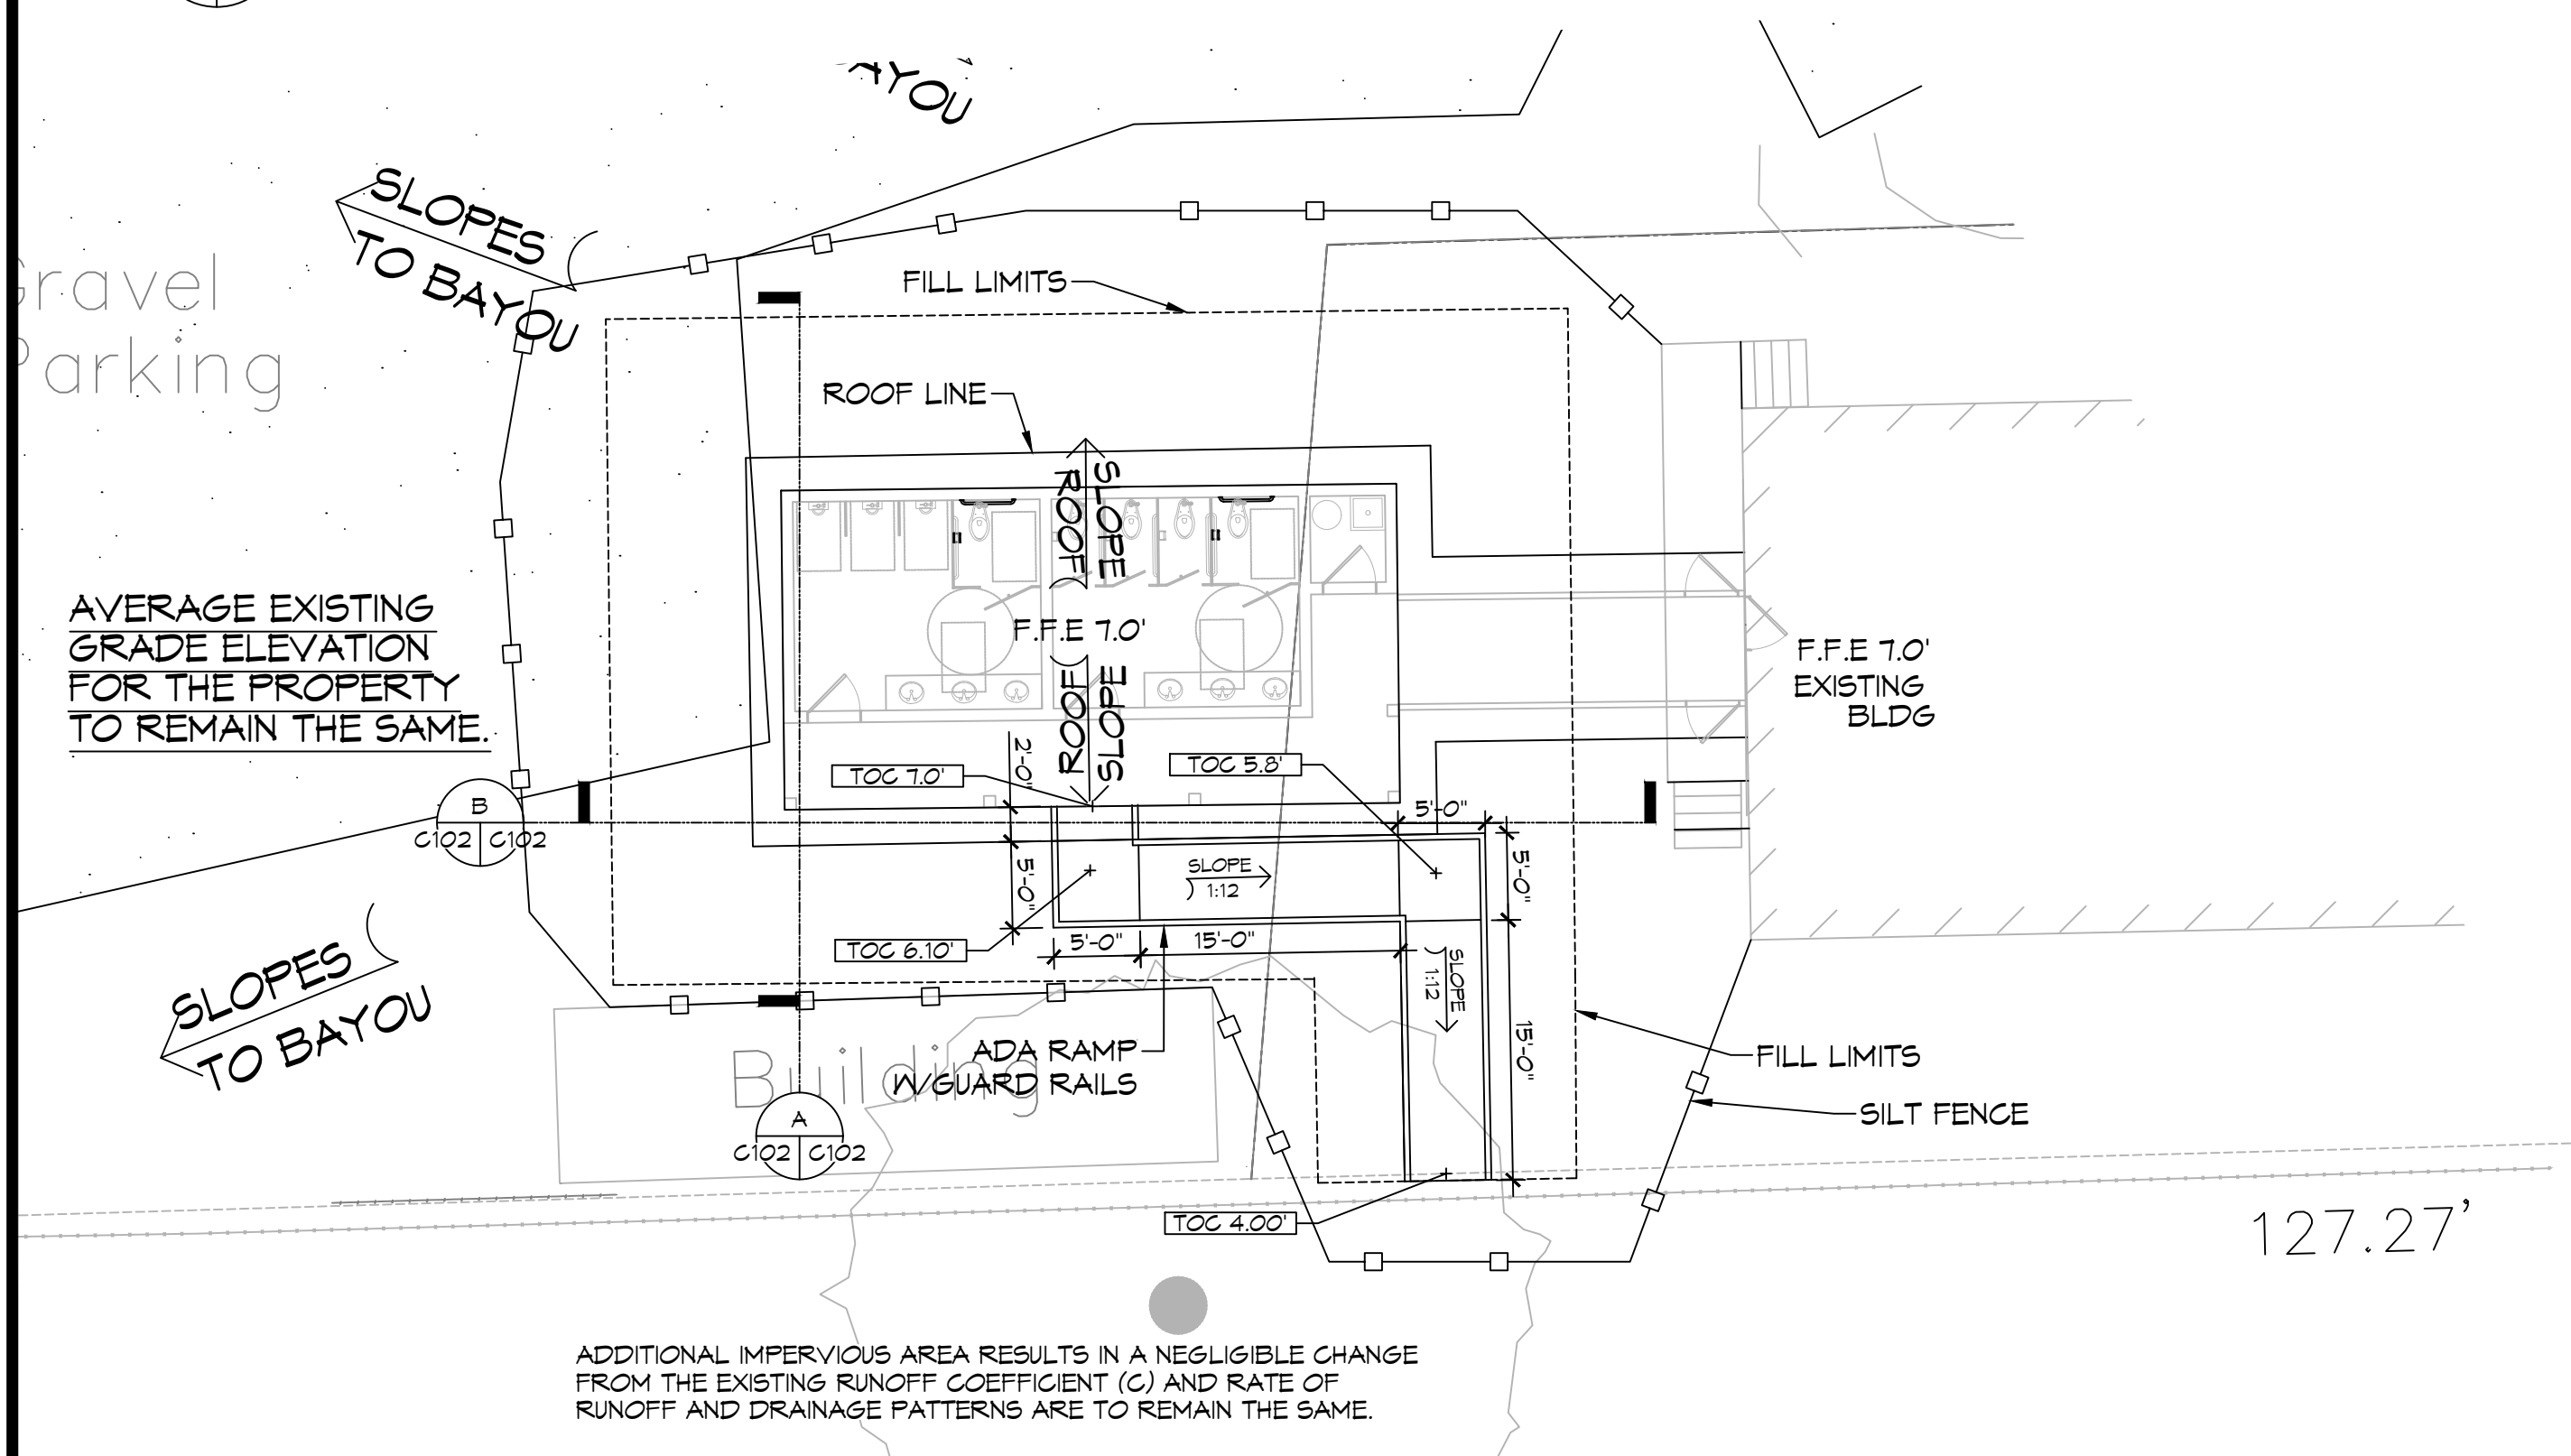 AYOU
SLOPES
TO BAYOU
Gravel
Parking
FILL LIMITS
ROOF LINE
ROOF
SLOPE
AVERAGE EXISTING
GRADE ELEVATION
FOR THE PROPERTY
TO REMAIN THE SAME.
F.F.E 7.0'
F.F.E 7.0'
EXISTING
BLDG
ROOF
SLOPE
2'-0"
TOC 7.0'
TOC 5.8'
5'-0"
B
C102 C102
5'-0"
SLOPE
1:12
5'-0"
TOC 6.10'
5'-0"
15'-0"
SLOPE
1:12
SLOPES
TO BAYOU
15'-0"
Building
ADA RAMP
W/GUARD RAILS
FILL LIMITS
SILT FENCE
A
C102 C102
TOC 4.00'
127.27'
ADDITIONAL IMPERVIOUS AREA RESULTS IN A NEGLIGIBLE CHANGE
FROM THE EXISTING RUNOFF COEFFICIENT (C) AND RATE OF
RUNOFF AND DRAINAGE PATTERNS ARE TO REMAIN THE SAME.